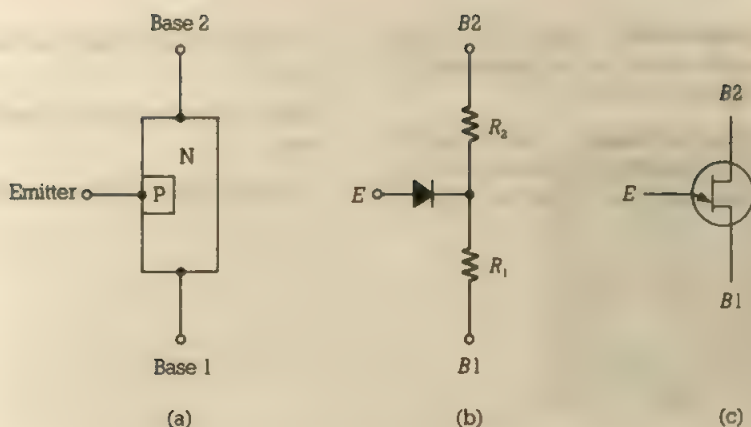 Base 2
N
Emitter
P
Base 1
(a)
B2
R₂
E
R₁
B1
(b)
B2
E
B1
(c)